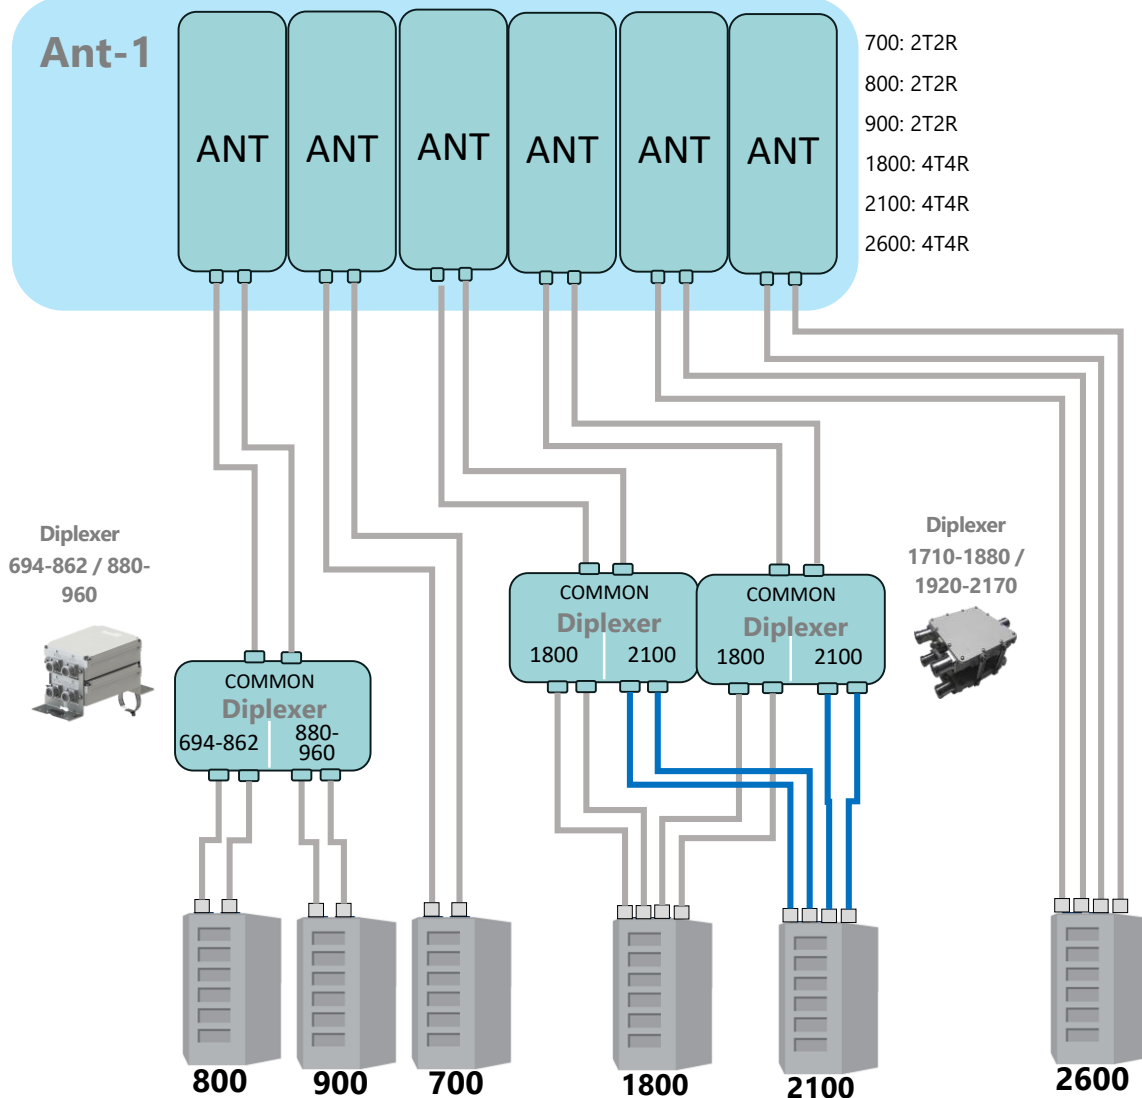 Ant-1
ANT
ANT
ANT
ANT
ANT
ANT
700: 2T2R
800: 2T2R
900: 2T2R
1800: 4T4R
2100: 4T4R
2600: 4T4R
Diplexer
694-862 / 880-
960
Diplexer
1710-1880 /
1920-2170
COMMON
Diplexer
1800
2100
COMMON
Diplexer
1800
2100
COMMON
Diplexer
694-862
880-
960
800
900
700
1800
2100
2600